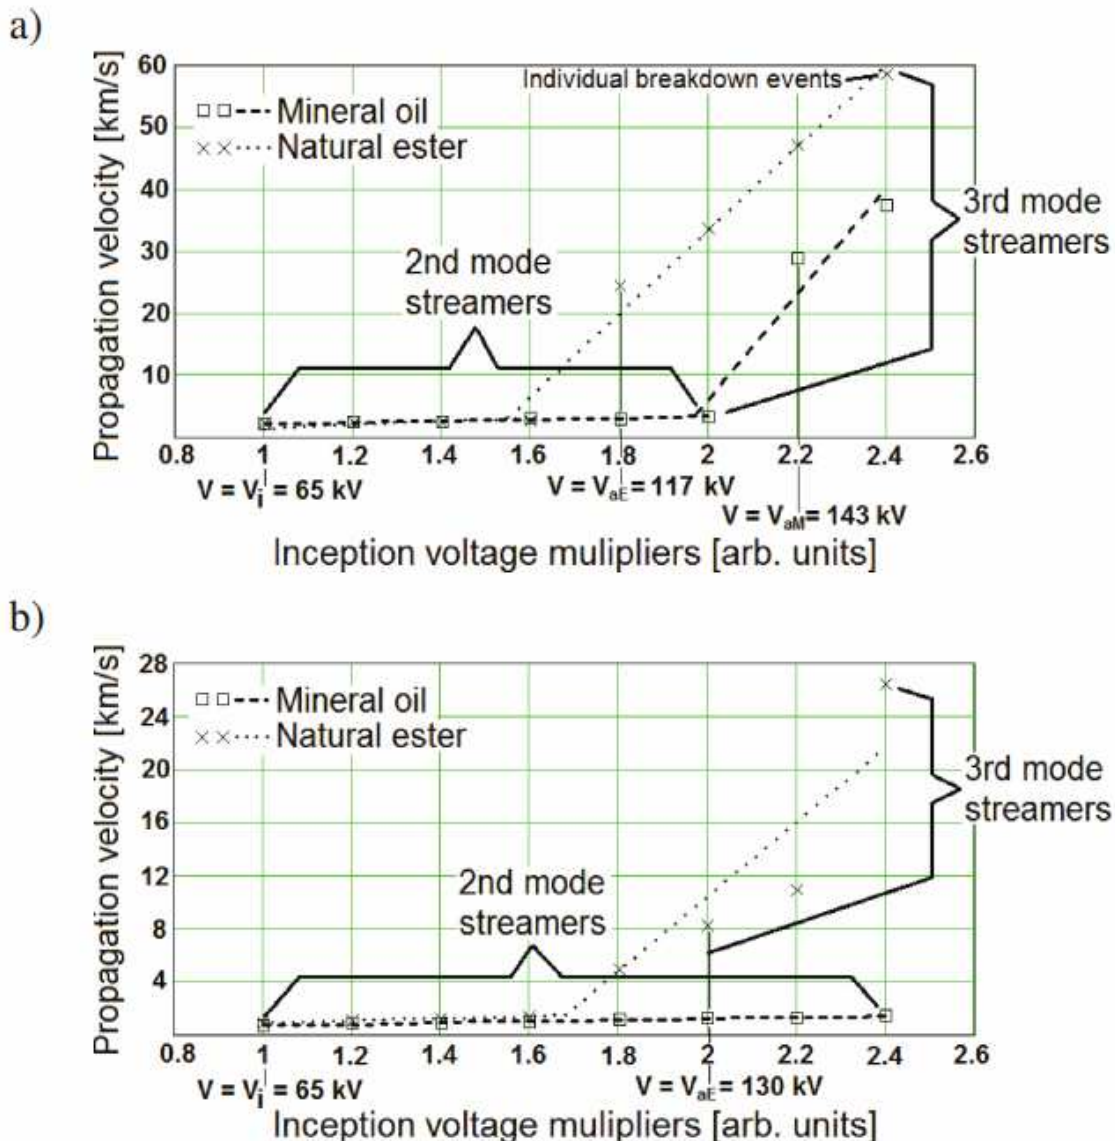 a)
Propagation velocity [km/s]
60
50
40
30
20
10
Mineral oil
Natural ester
Individual breakdown events
2nd mode
streamers
3rd mode
streamers
0.8 1 1.2 1.4 1.6 1.8 2 2.2 2.4 2.6
V = Vi = 65 kV
V = VaE = 117 kV
V = VaM = 143 kV
Inception voltage mulipliers [arb. units]
b)
Propagation velocity [km/s]
28
24
20
16
12
8
4
Mineral oil
Natural ester
2nd mode
streamers
3rd mode
streamers
0.8 1 1.2 1.4 1.6 1.8 2 2.2 2.4 2.6
V = Vi = 65 kV
V = VaE = 130 kV
Inception voltage mulipliers [arb. units]